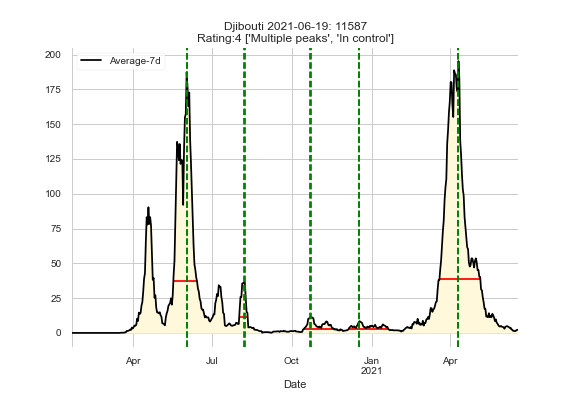 Djibouti 2021-06-19: 11587
Rating:4 ['Multiple peaks', 'In control']
Average-7d
200
175
150
125
100
75
50
25
0
Apr Jul Oct Jan Apr
2021
Date